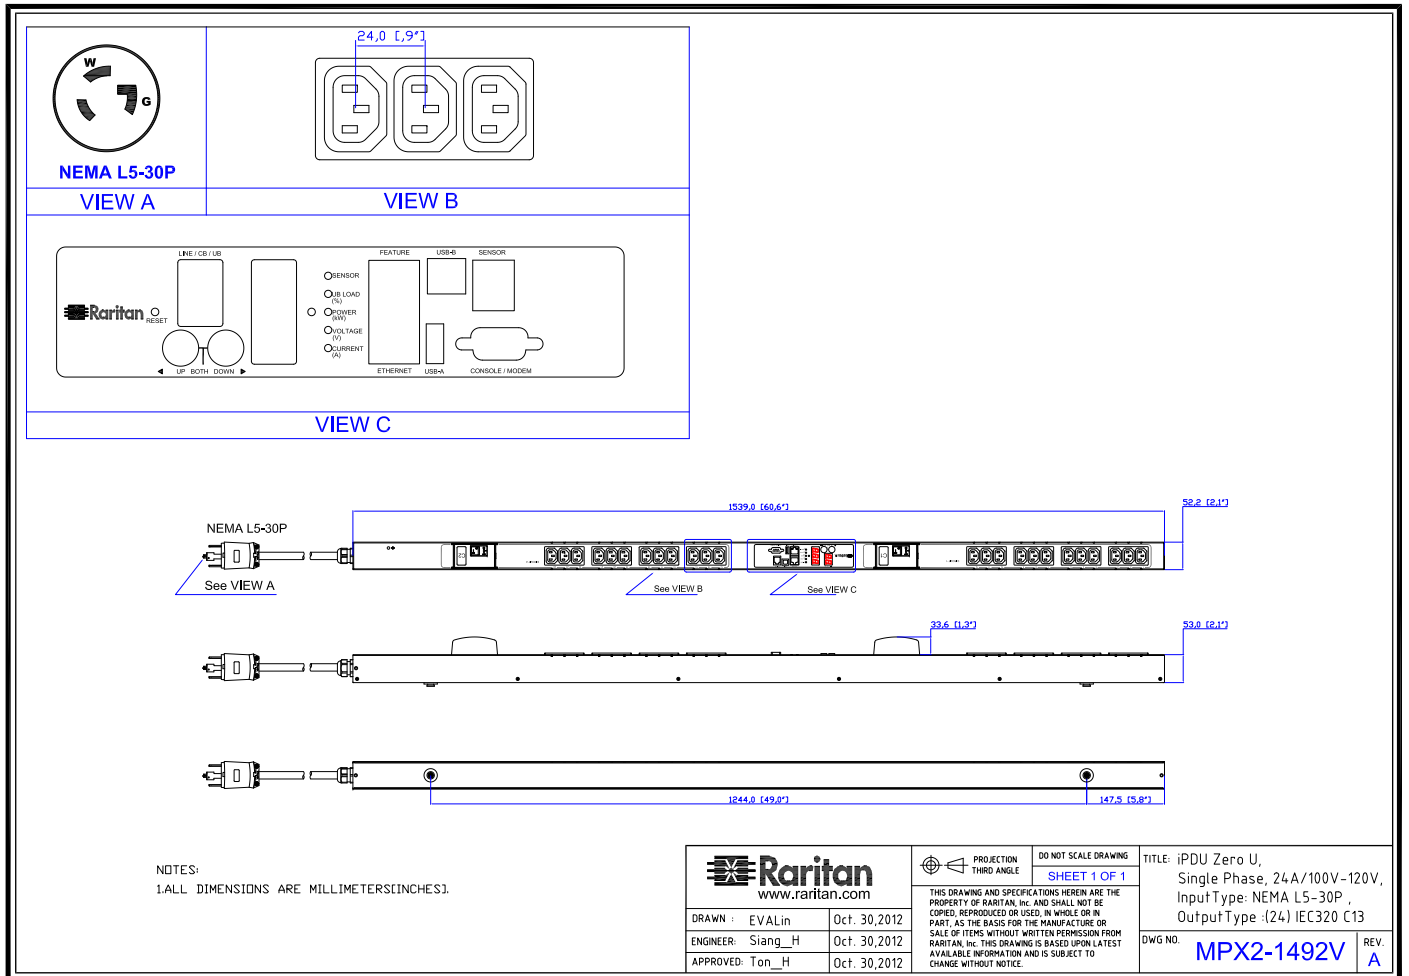 W
G
NEMA L5-30P
VIEW A
24,0 [,9"]
VIEW B
LINE / CB / UB
FEATURE
USB-B
SENSOR
Raritan
RESET
SENSOR
UB LOAD
(%)
POWER
(kW)
VOLTAGE
(V)
CURRENT
(A)
◀ UP BOTH DOWN ▶
ETHERNET
USB-A
CONSOLE / MODEM
VIEW C
1539,0 [60,6"]
52,2 [2,1"]
NEMA L5-30P
See VIEW A
See VIEW B
See VIEW C
33,6 [1,3"]
53,0 [2,1"]
1244,0 [49,0"]
147,5 [5,8"]
NOTES:
1.ALL DIMENSIONS ARE MILLIMETERS[INCHES].
Raritan
www.raritan.com
DRAWN : EVALin Oct. 30,2012
ENGINEER: Siang_H Oct. 30,2012
APPROVED: Ton_H Oct. 30,2012
PROJECTION
THIRD ANGLE
DO NOT SCALE DRAWING
SHEET 1 OF 1
THIS DRAWING AND SPECIFICATIONS HEREIN ARE THE
PROPERTY OF RARITAN, Inc. AND SHALL NOT BE
COPIED, REPRODUCED OR USED, IN WHOLE OR IN
PART, AS THE BASIS FOR THE MANUFACTURE OR
SALE OF ITEMS WITHOUT WRITTEN PERMISSION FROM
RARITAN, Inc. THIS DRAWING IS BASED UPON LATEST
AVAILABLE INFORMATION AND IS SUBJECT TO
CHANGE WITHOUT NOTICE.
TITLE: iPDU Zero U,
Single Phase, 24A/100V-120V,
InputType: NEMA L5-30P ,
OutputType :(24) IEC320 C13
DWG NO. MPX2-1492V
REV.
A